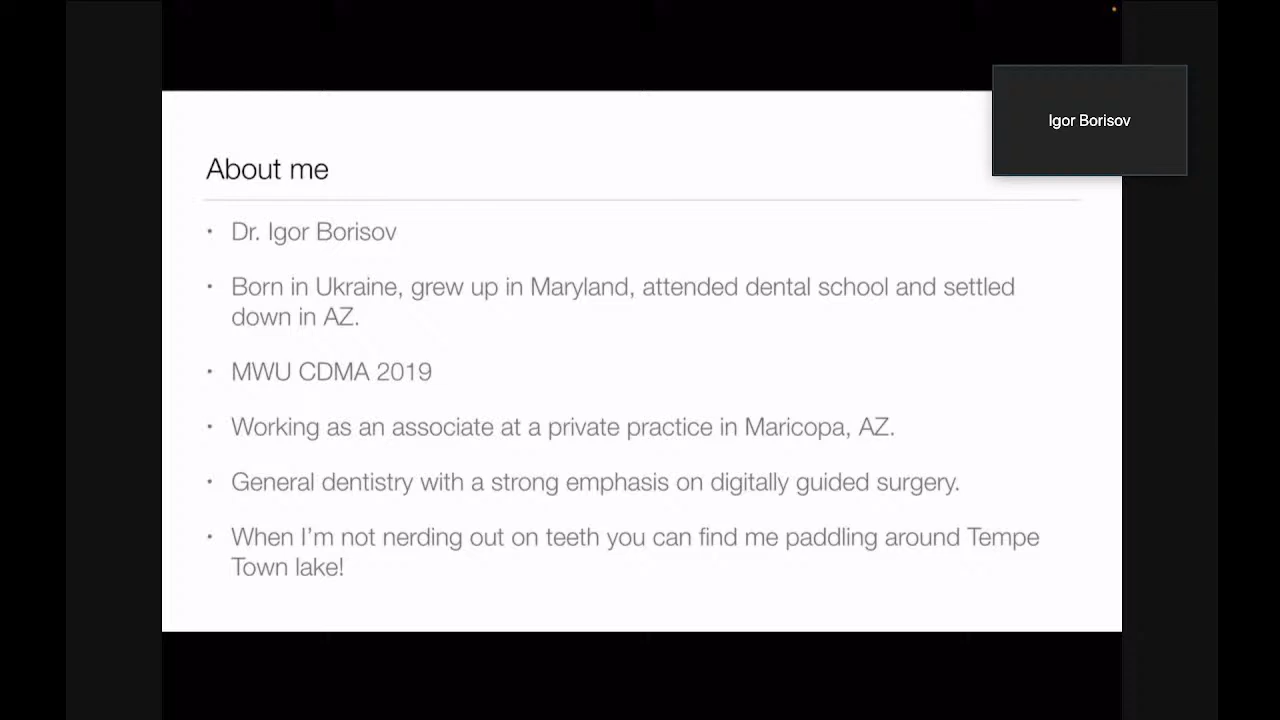 Igor Borisov
About me
• Dr. Igor Borisov
• Born in Ukraine, grew up in Maryland, attended dental school and settled
down in AZ.
• MWU CDMA 2019
• Working as an associate at a private practice in Maricopa, AZ.
• General dentistry with a strong emphasis on digitally guided surgery.
• When I'm not nerding out on teeth you can find me paddling around Tempe
Town lake!